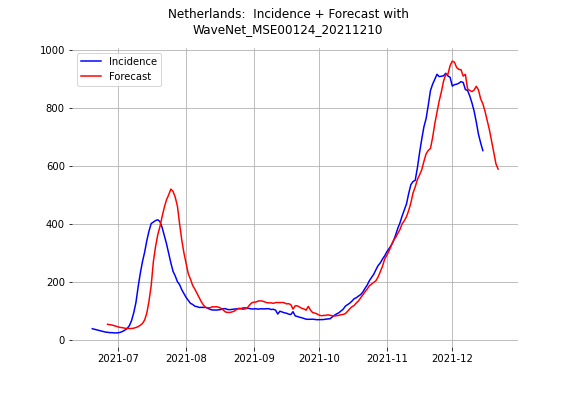 Netherlands:  Incidence + Forecast with
WaveNet_MSE00124_20211210
Incidence
Forecast
1000
800
600
400
200
0
2021-07 2021-08 2021-09 2021-10 2021-11 2021-12